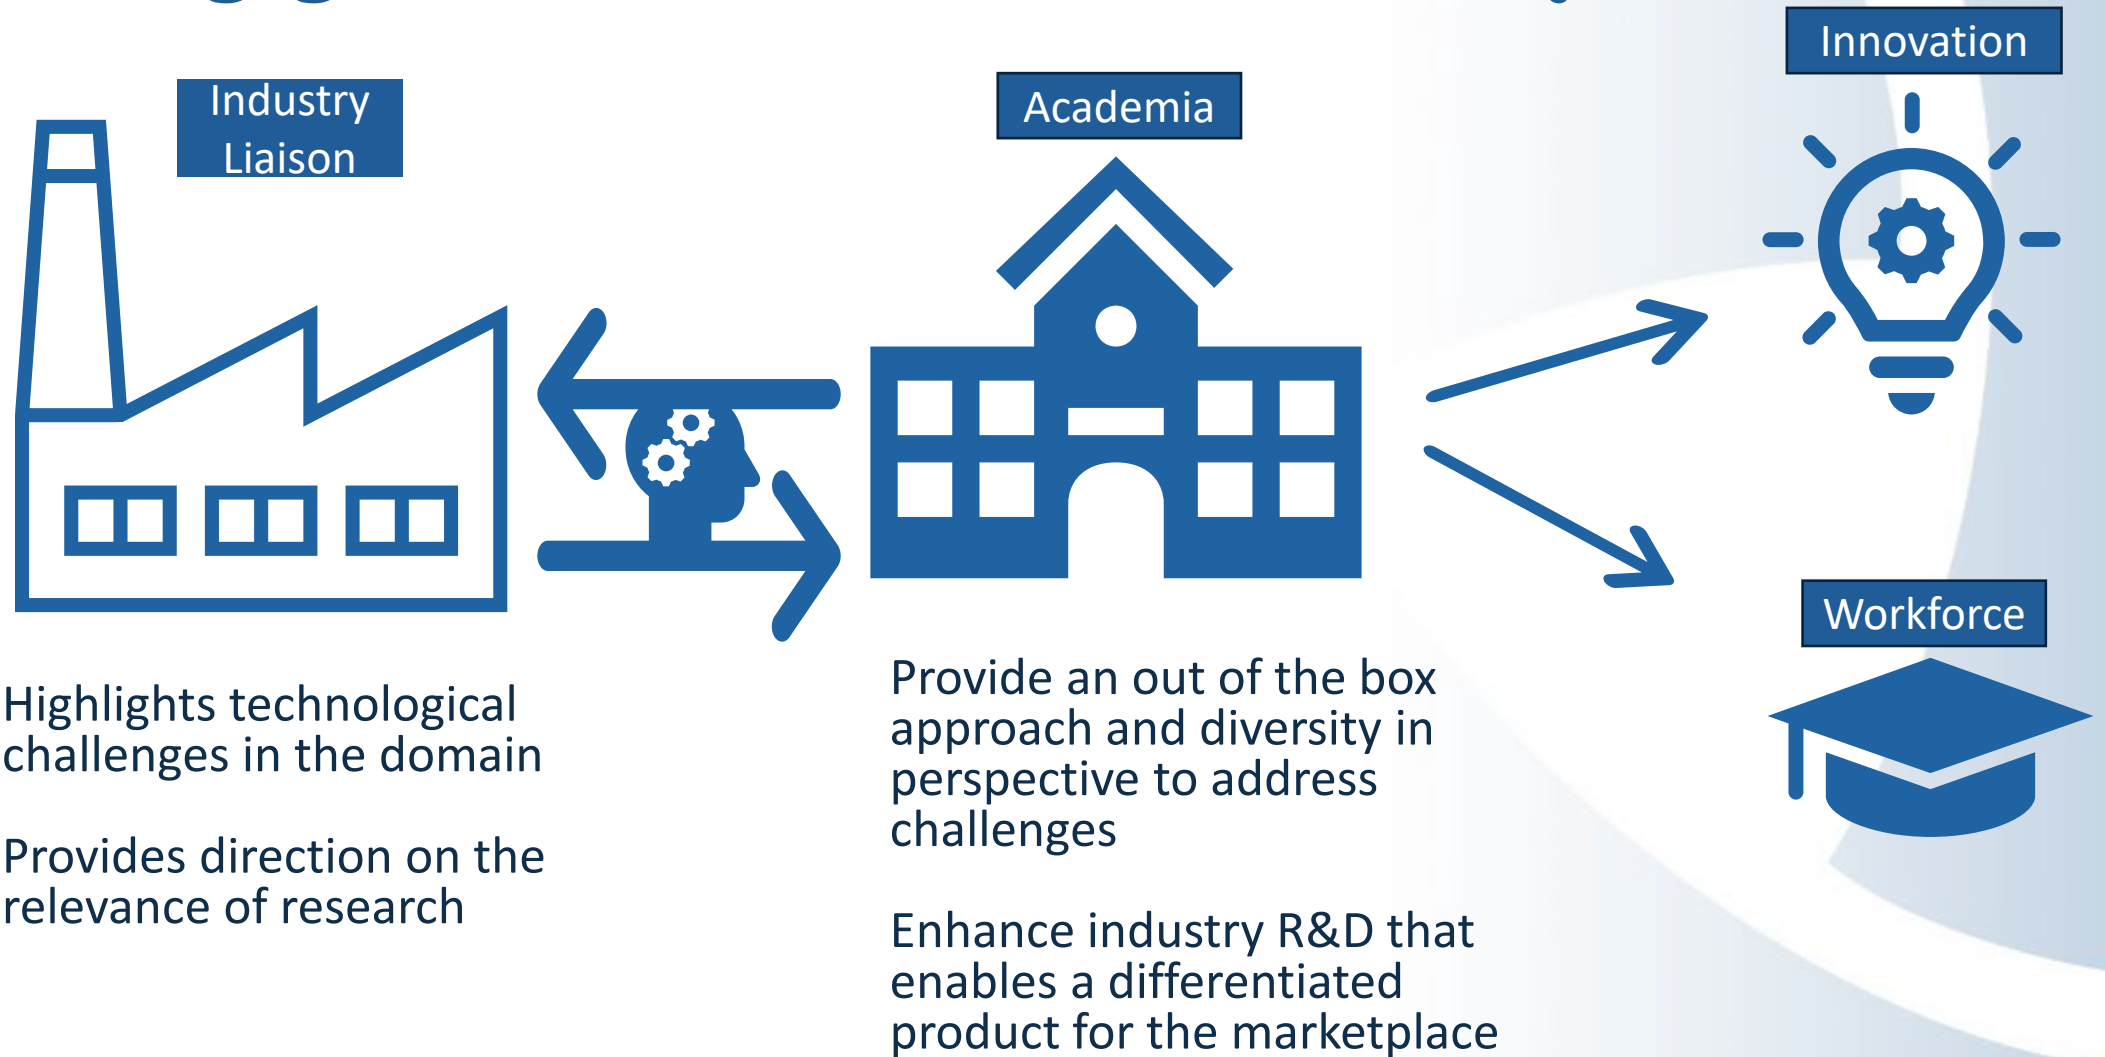 Industry
Liaison
Academia
Innovation
Workforce
Highlights technological
challenges in the domain
Provides direction on the
relevance of research
Provide an out of the box
approach and diversity in
perspective to address
challenges
Enhance industry R&D that
enables a differentiated
product for the marketplace